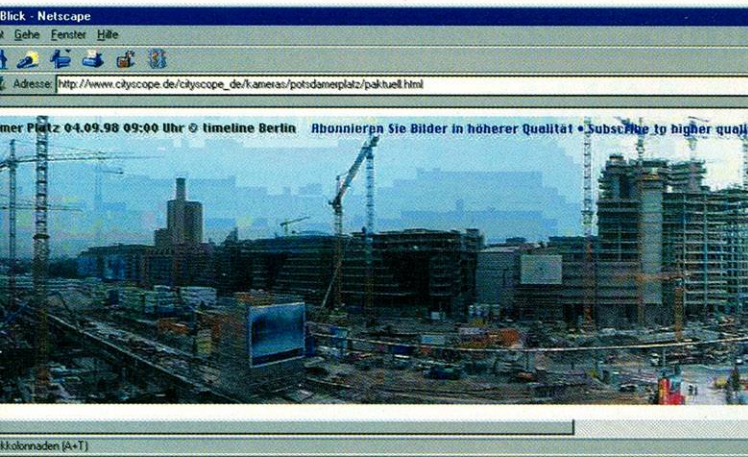 Blick - Netscape
Gehe Fenster Hilfe
Adresse: http://www.cityscope.de/cityscope_de/kameras/potsdamerplatz/paktuell.html
mer Platz 04.09.98 09:00 Uhr © timeline Berlin Abonnieren Sie Bilder in höherer Qualität • Subscribe to higher quali
kkolonnaden (A+T)